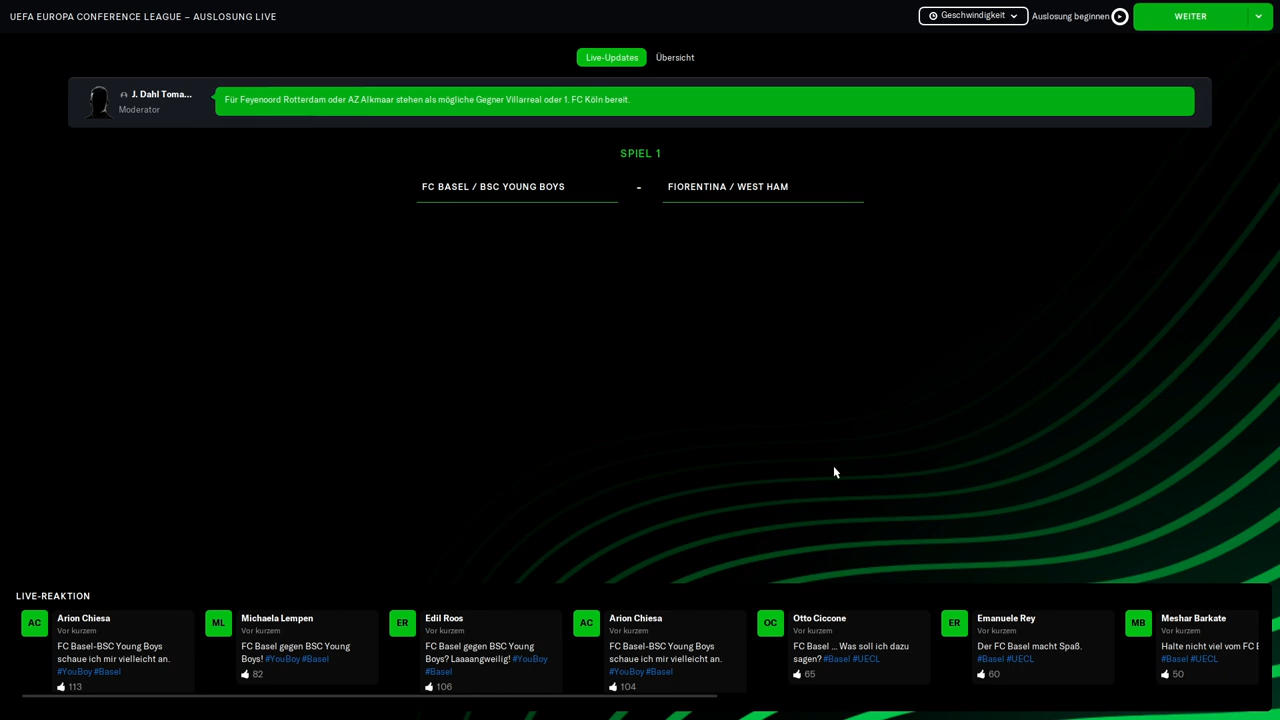 UEFA EUROPA CONFERENCE LEAGUE – AUSLOSUNG LIVE
Geschwindigkeit
Auslosung beginnen
WEITER
Live-Updates
Übersicht
J. Dahl Toma...
Moderator
Für Feyenoord Rotterdam oder AZ Alkmaar stehen als mögliche Gegner Villarreal oder 1. FC Köln bereit.
SPIEL 1
FC BASEL / BSC YOUNG BOYS - FIORENTINA / WEST HAM
LIVE-REAKTION
AC
Arion Chiesa
Vor kurzem
FC Basel-BSC Young Boys
schaue ich mir vielleicht an.
#YouBoy #Basel
113
ML
Michaela Lempen
Vor kurzem
FC Basel gegen BSC Young
Boys! #YouBoy #Basel
82
ER
Edil Roos
Vor kurzem
FC Basel gegen BSC Young
Boys? Laaaangweilig! #YouBoy
#Basel
106
AC
Arion Chiesa
Vor kurzem
FC Basel-BSC Young Boys
schaue ich mir vielleicht an.
#YouBoy #Basel
104
OC
Otto Ciccone
Vor kurzem
FC Basel ... Was soll ich dazu
sagen? #Basel #UECL
65
ER
Emanuele Rey
Vor kurzem
Der FC Basel macht Spaß.
#Basel #UECL
60
MB
Meshar Barkate
Vor kurzem
Halte nicht viel vom FC
#Basel #UECL
50